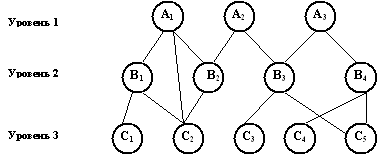 Уровень 1 A1 A2 A3
Уровень 2 B1 B2 B3 B4
Уровень 3 C1 C2 C3 C4 C5